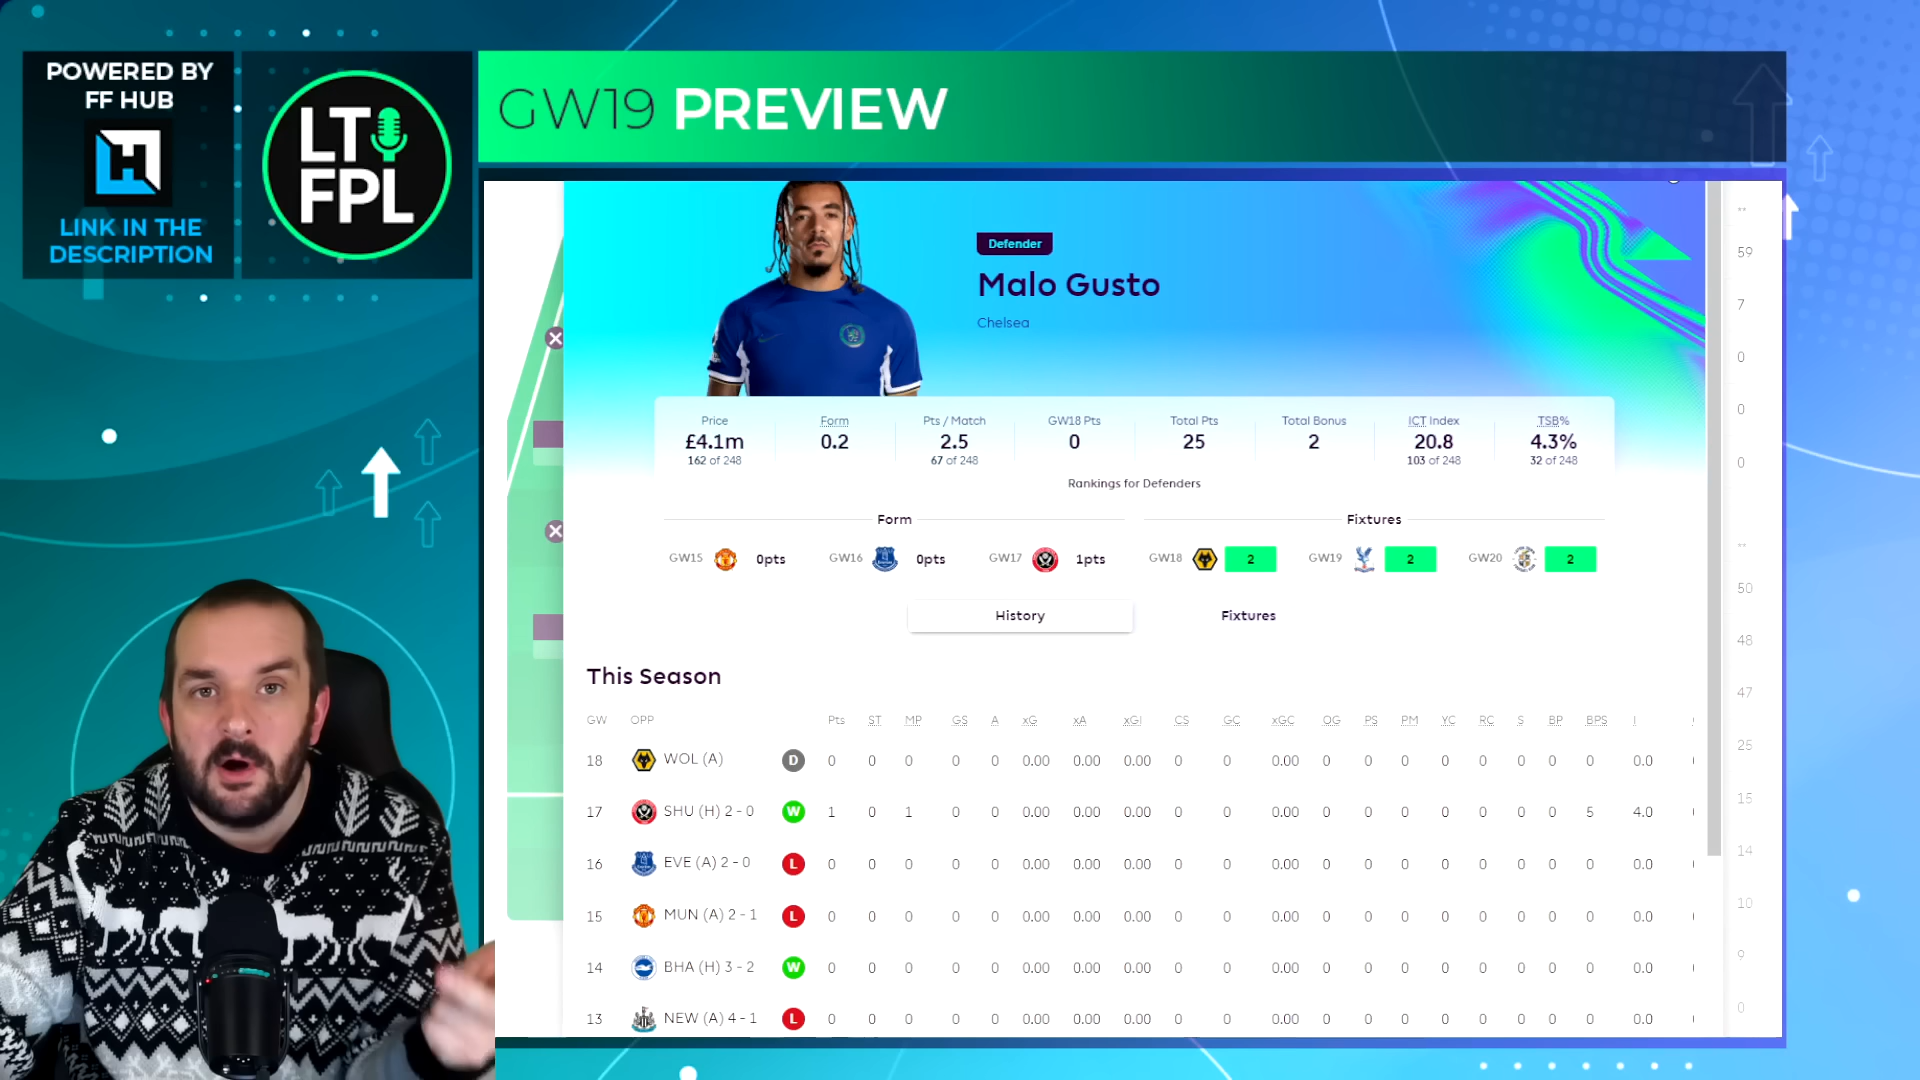 POWERED BY
FF HUB
LINK IN THE
DESCRIPTION
LT
FPL
GW19 PREVIEW
Defender
Malo Gusto
Chelsea
Price Form Pts / Match GW18 Pts Total Pts Total Bonus ICT Index TSB%
£4.1m 0.2 2.5 0 25 2 20.8 4.3%
162 of 248 67 of 248 103 of 248 32 of 248
Rankings for Defenders
Form Fixtures
GW15 0pts GW16 0pts GW17 1pts GW18 2 GW19 2 GW20 2
History Fixtures
This Season
GW OPP Pts ST MP GS A xG xA xGI CS GC xGC OG PS PM YC RC S BP BPS I
18 WOL (A) D 0 0 0 0 0 0.00 0.00 0.00 0 0 0.00 0 0 0 0 0 0 0 0 0.0
17 SHU (H) 2 - 0 W 1 0 1 0 0 0.00 0.00 0.00 0 0 0.00 0 0 0 0 0 0 0 5 4.0
16 EVE (A) 2 - 0 L 0 0 0 0 0 0.00 0.00 0.00 0 0 0.00 0 0 0 0 0 0 0 0 0.0
15 MUN (A) 2 - 1 L 0 0 0 0 0 0.00 0.00 0.00 0 0 0.00 0 0 0 0 0 0 0 0 0.0
14 BHA (H) 3 - 2 W 0 0 0 0 0 0.00 0.00 0.00 0 0 0.00 0 0 0 0 0 0 0 0 0.0
13 NEW (A) 4 - 1 L 0 0 0 0 0 0.00 0.00 0.00 0 0 0.00 0 0 0 0 0 0 0 0 0.0
59
7
0
0
0
50
48
47
25
15
14
10
9
0